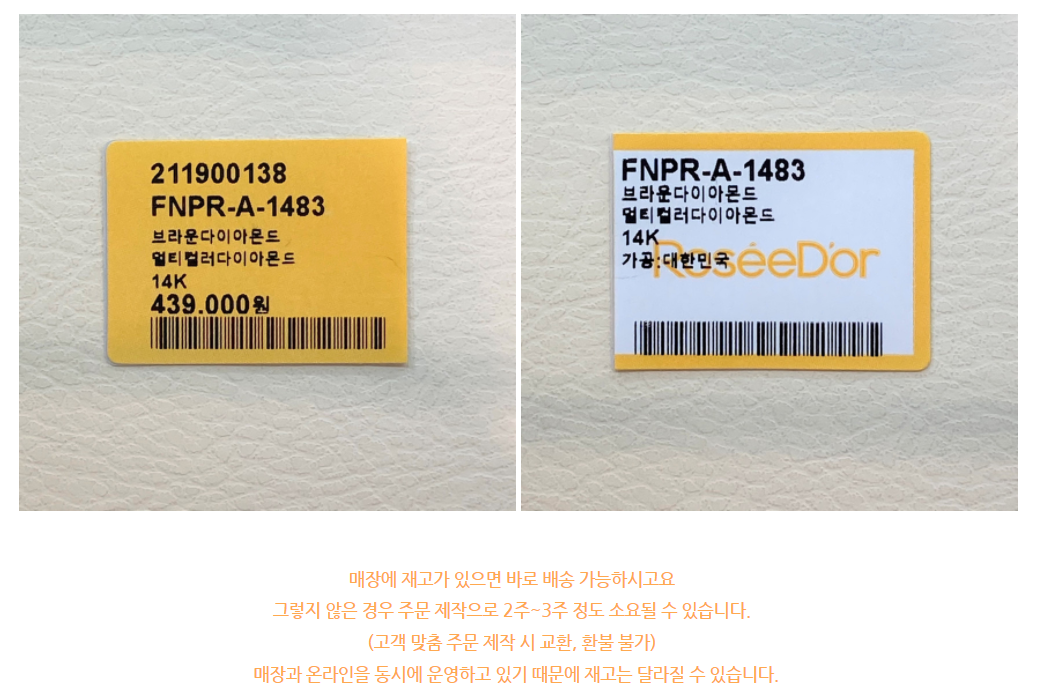 211900138
FNPR-A-1483
브라운다이아몬드
멀티컬러다이아몬드
14K
439.000원
FNPR-A-1483
브라운다이아몬드
멀티컬러다이아몬드
14K
가공:대한민국
RoséeD'or
매장에 재고가 있으면 바로 배송 가능하시고요
그렇지 않은 경우 주문 제작으로 2주~3주 정도 소요될 수 있습니다.
(고객 맞춤 주문 제작 시 교환, 환불 불가)
매장과 온라인을 동시에 운영하고 있기 때문에 재고는 달라질 수 있습니다.